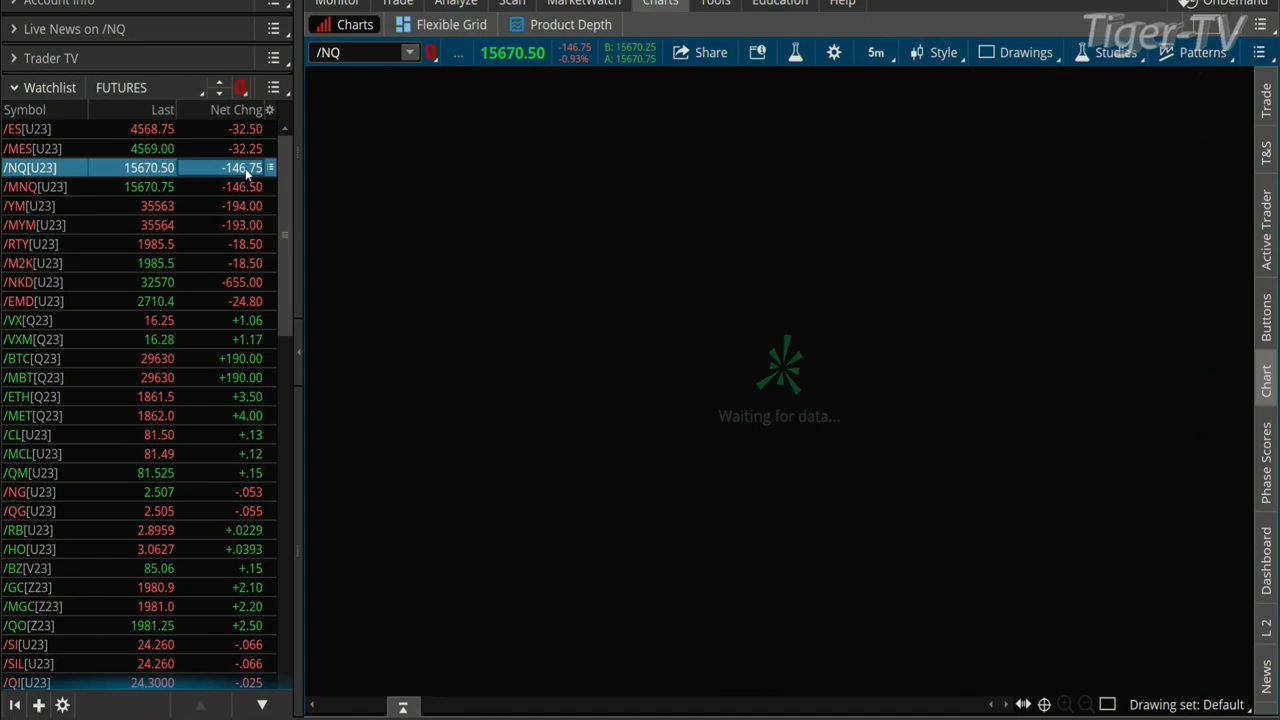 Account Info
Monitor Trade Analyze Scan MarketWatch Charts Tools Education Help OnDemand
Live News on /NQ
Charts Flexible Grid Product Depth
Tiger-TV
Trader TV
/NQ ... 15670.50 -146.75 -0.93% B: 15670.25 A: 15670.75 Share 5m Style Drawings Studies Patterns
Watchlist FUTURES
Symbol Last Net Chng
/ES[U23] 4568.75 -32.50
/MES[U23] 4569.00 -32.25
/NQ[U23] 15670.50 -146.75
/MNQ[U23] 15670.75 -146.50
/YM[U23] 35563 -194.00
/MYM[U23] 35564 -193.00
/RTY[U23] 1985.5 -18.50
/M2K[U23] 1985.5 -18.50
/NKD[U23] 32570 -655.00
/EMD[U23] 2710.4 -24.80
/VX[Q23] 16.25 +1.06
/VXM[Q23] 16.28 +1.17
/BTC[Q23] 29630 +190.00
/MBT[Q23] 29630 +190.00
/ETH[Q23] 1861.5 +3.50
/MET[Q23] 1862.0 +4.00
/CL[U23] 81.50 +.13
/MCL[U23] 81.49 +.12
/QM[U23] 81.525 +.15
/NG[U23] 2.507 -.053
/QG[U23] 2.505 -.055
/RB[U23] 2.8959 +.0229
/HO[U23] 3.0627 +.0393
/BZ[V23] 85.06 +.15
/GC[Z23] 1980.9 +2.10
/MGC[Z23] 1981.0 +2.20
/QO[Z23] 1981.25 +2.50
/SI[U23] 24.260 -.066
/SIL[U23] 24.260 -.066
/QI[U23] 24.3000 -.025
Waiting for data...
Trade
T&S
Active Trader
Buttons
Chart
Phase Scores
Dashboard
L 2
News
Drawing set: Default